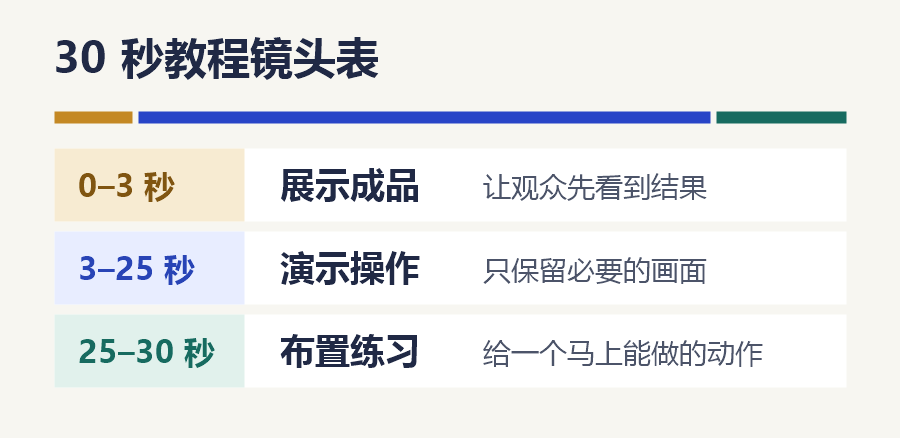 30 秒教程镜头表
0–3 秒 展示成品 让观众先看到结果
3–25 秒 演示操作 只保留必要的画面
25–30 秒 布置练习 给一个马上能做的动作